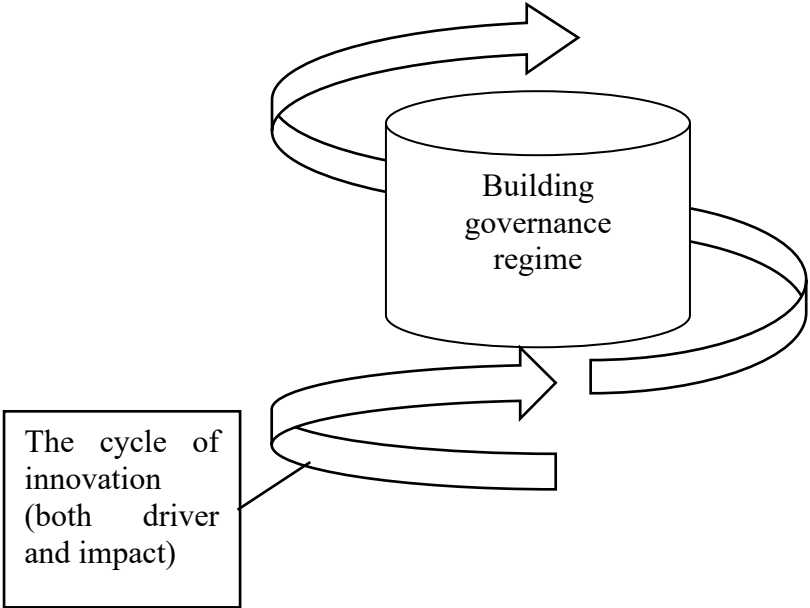 Building
governance
regime
The cycle of
innovation
(both driver
and impact)